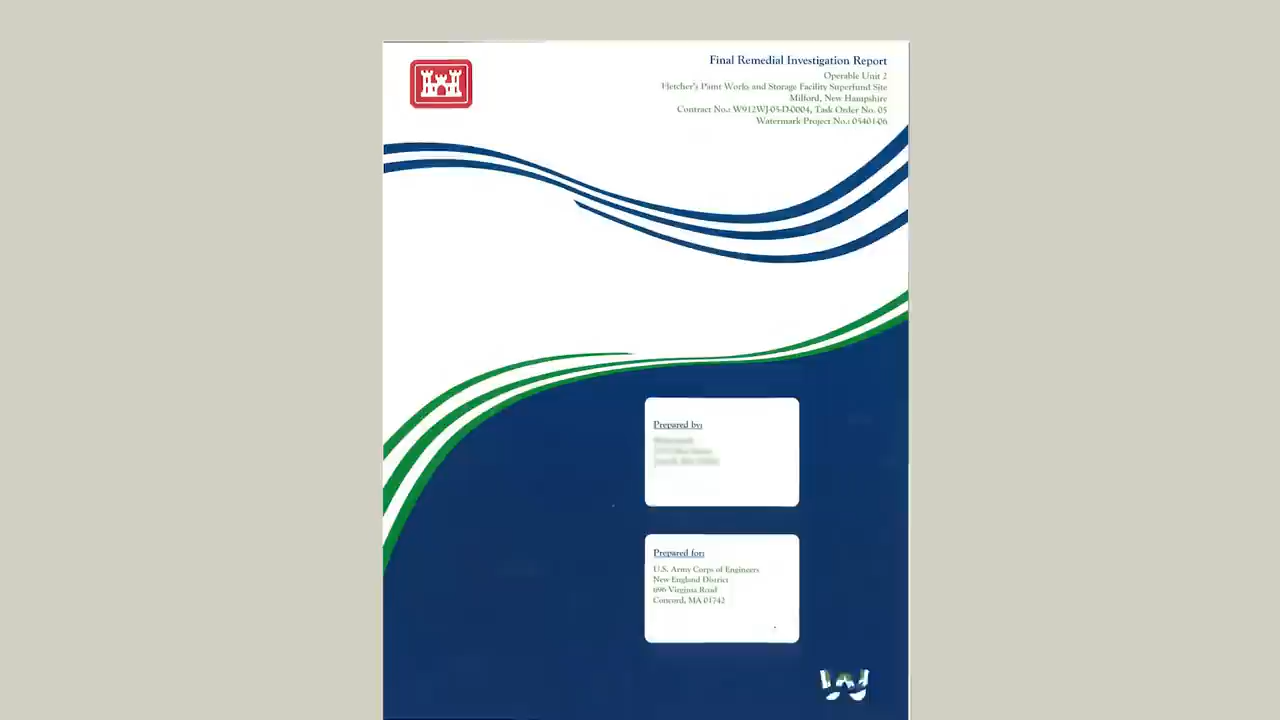 Final Remedial Investigation Report
Operable Unit 2
Fletcher's Paint Works and Storage Facility Superfund Site
Milford, New Hampshire
Contract No.: W912WJ-05-D-0004, Task Order No. 05
Watermark Project No.: 05401-06
Prepared by:
Prepared for:
U.S. Army Corps of Engineers
New England District
696 Virginia Road
Concord, MA 01742
W